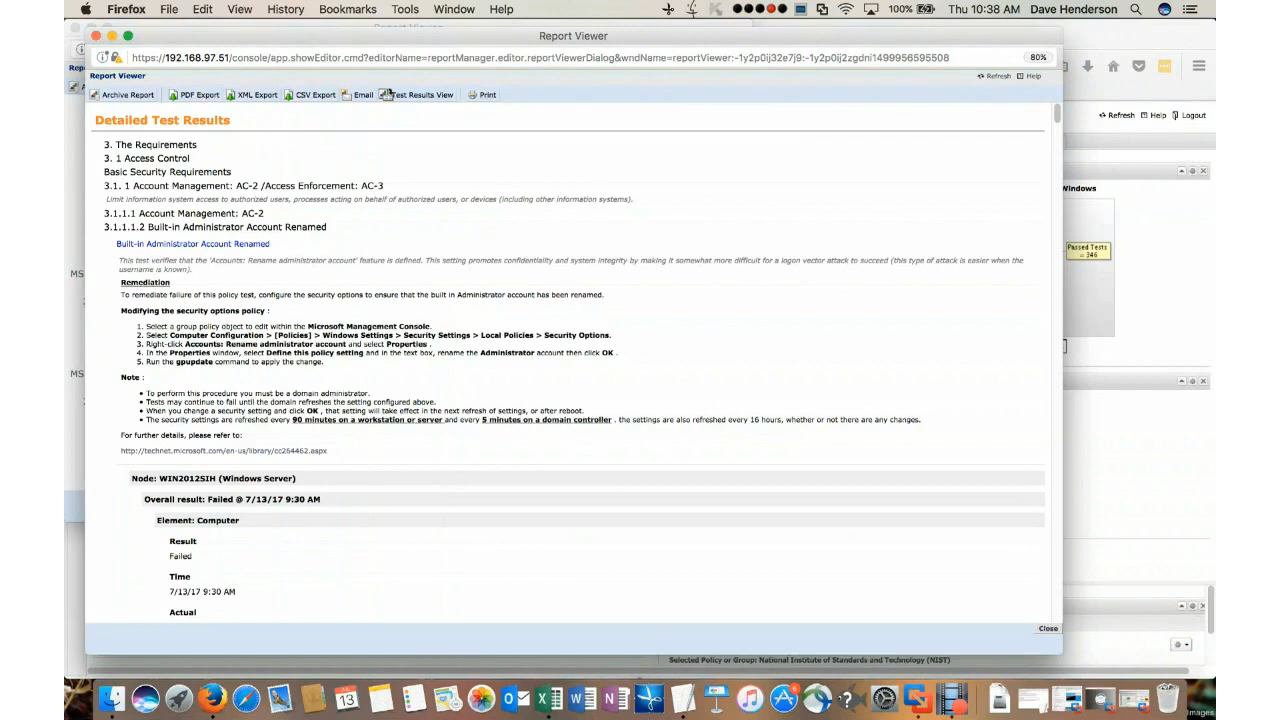 Firefox File Edit View History Bookmarks Tools Window Help
100% Thu 10:38 AM Dave Henderson
Report Viewer
https://192.168.97.51/console/app.showEditor.cmd?editorName=reportManager.editor.reportViewerDialog&wndName=reportViewer:-1y2p0ij32e7j9:-1y2p0ij2zgdni1499956595508
80%
Report Viewer
Refresh Help
Archive Report PDF Export XML Export CSV Export Email Test Results View Print
Refresh Help Logout
Detailed Test Results
3. The Requirements
3. 1 Access Control
Basic Security Requirements
3.1. 1 Account Management: AC-2 /Access Enforcement: AC-3
Limit information system access to authorized users, processes acting on behalf of authorized users, or devices (including other information systems).
3.1.1.1 Account Management: AC-2
3.1.1.1.2 Built-in Administrator Account Renamed
Built-in Administrator Account Renamed
This test verifies that the 'Accounts: Rename administrator account' feature is defined. This setting promotes confidentiality and system integrity by making it somewhat more difficult for a logon vector attack to succeed (this type of attack is easier when the
username is known).
Remediation
To remediate failure of this policy test, configure the security options to ensure that the built in Administrator account has been renamed.
Modifying the security options policy :
1. Select a group policy object to edit within the Microsoft Management Console.
2. Select Computer Configuration > [Policies] > Windows Settings > Security Settings > Local Policies > Security Options.
3. Right-click Accounts: Rename administrator account and select Properties .
4. In the Properties window, select Define this policy setting and in the text box, rename the Administrator account then click OK .
5. Run the gpupdate command to apply the change.
Note :
• To perform this procedure you must be a domain administrator.
• Tests may continue to fail until the domain refreshes the setting configured above.
• When you change a security setting and click OK , that setting will take effect in the next refresh of settings, or after reboot.
• The security settings are refreshed every 90 minutes on a workstation or server and every 5 minutes on a domain controller . the settings are also refreshed every 16 hours, whether or not there are any changes.
For further details, please refer to:
http://technet.microsoft.com/en-us/library/cc264462.aspx
Node: WIN2012SIH (Windows Server)
Overall result: Failed @ 7/13/17 9:30 AM
Element: Computer
Result
Failed
Time
7/13/17 9:30 AM
Actual
Close
Windows
Passed Tests
= 346
MS
MS
Selected Policy or Group: National Institute of Standards and Technology (NIST)
JUL
13
Images